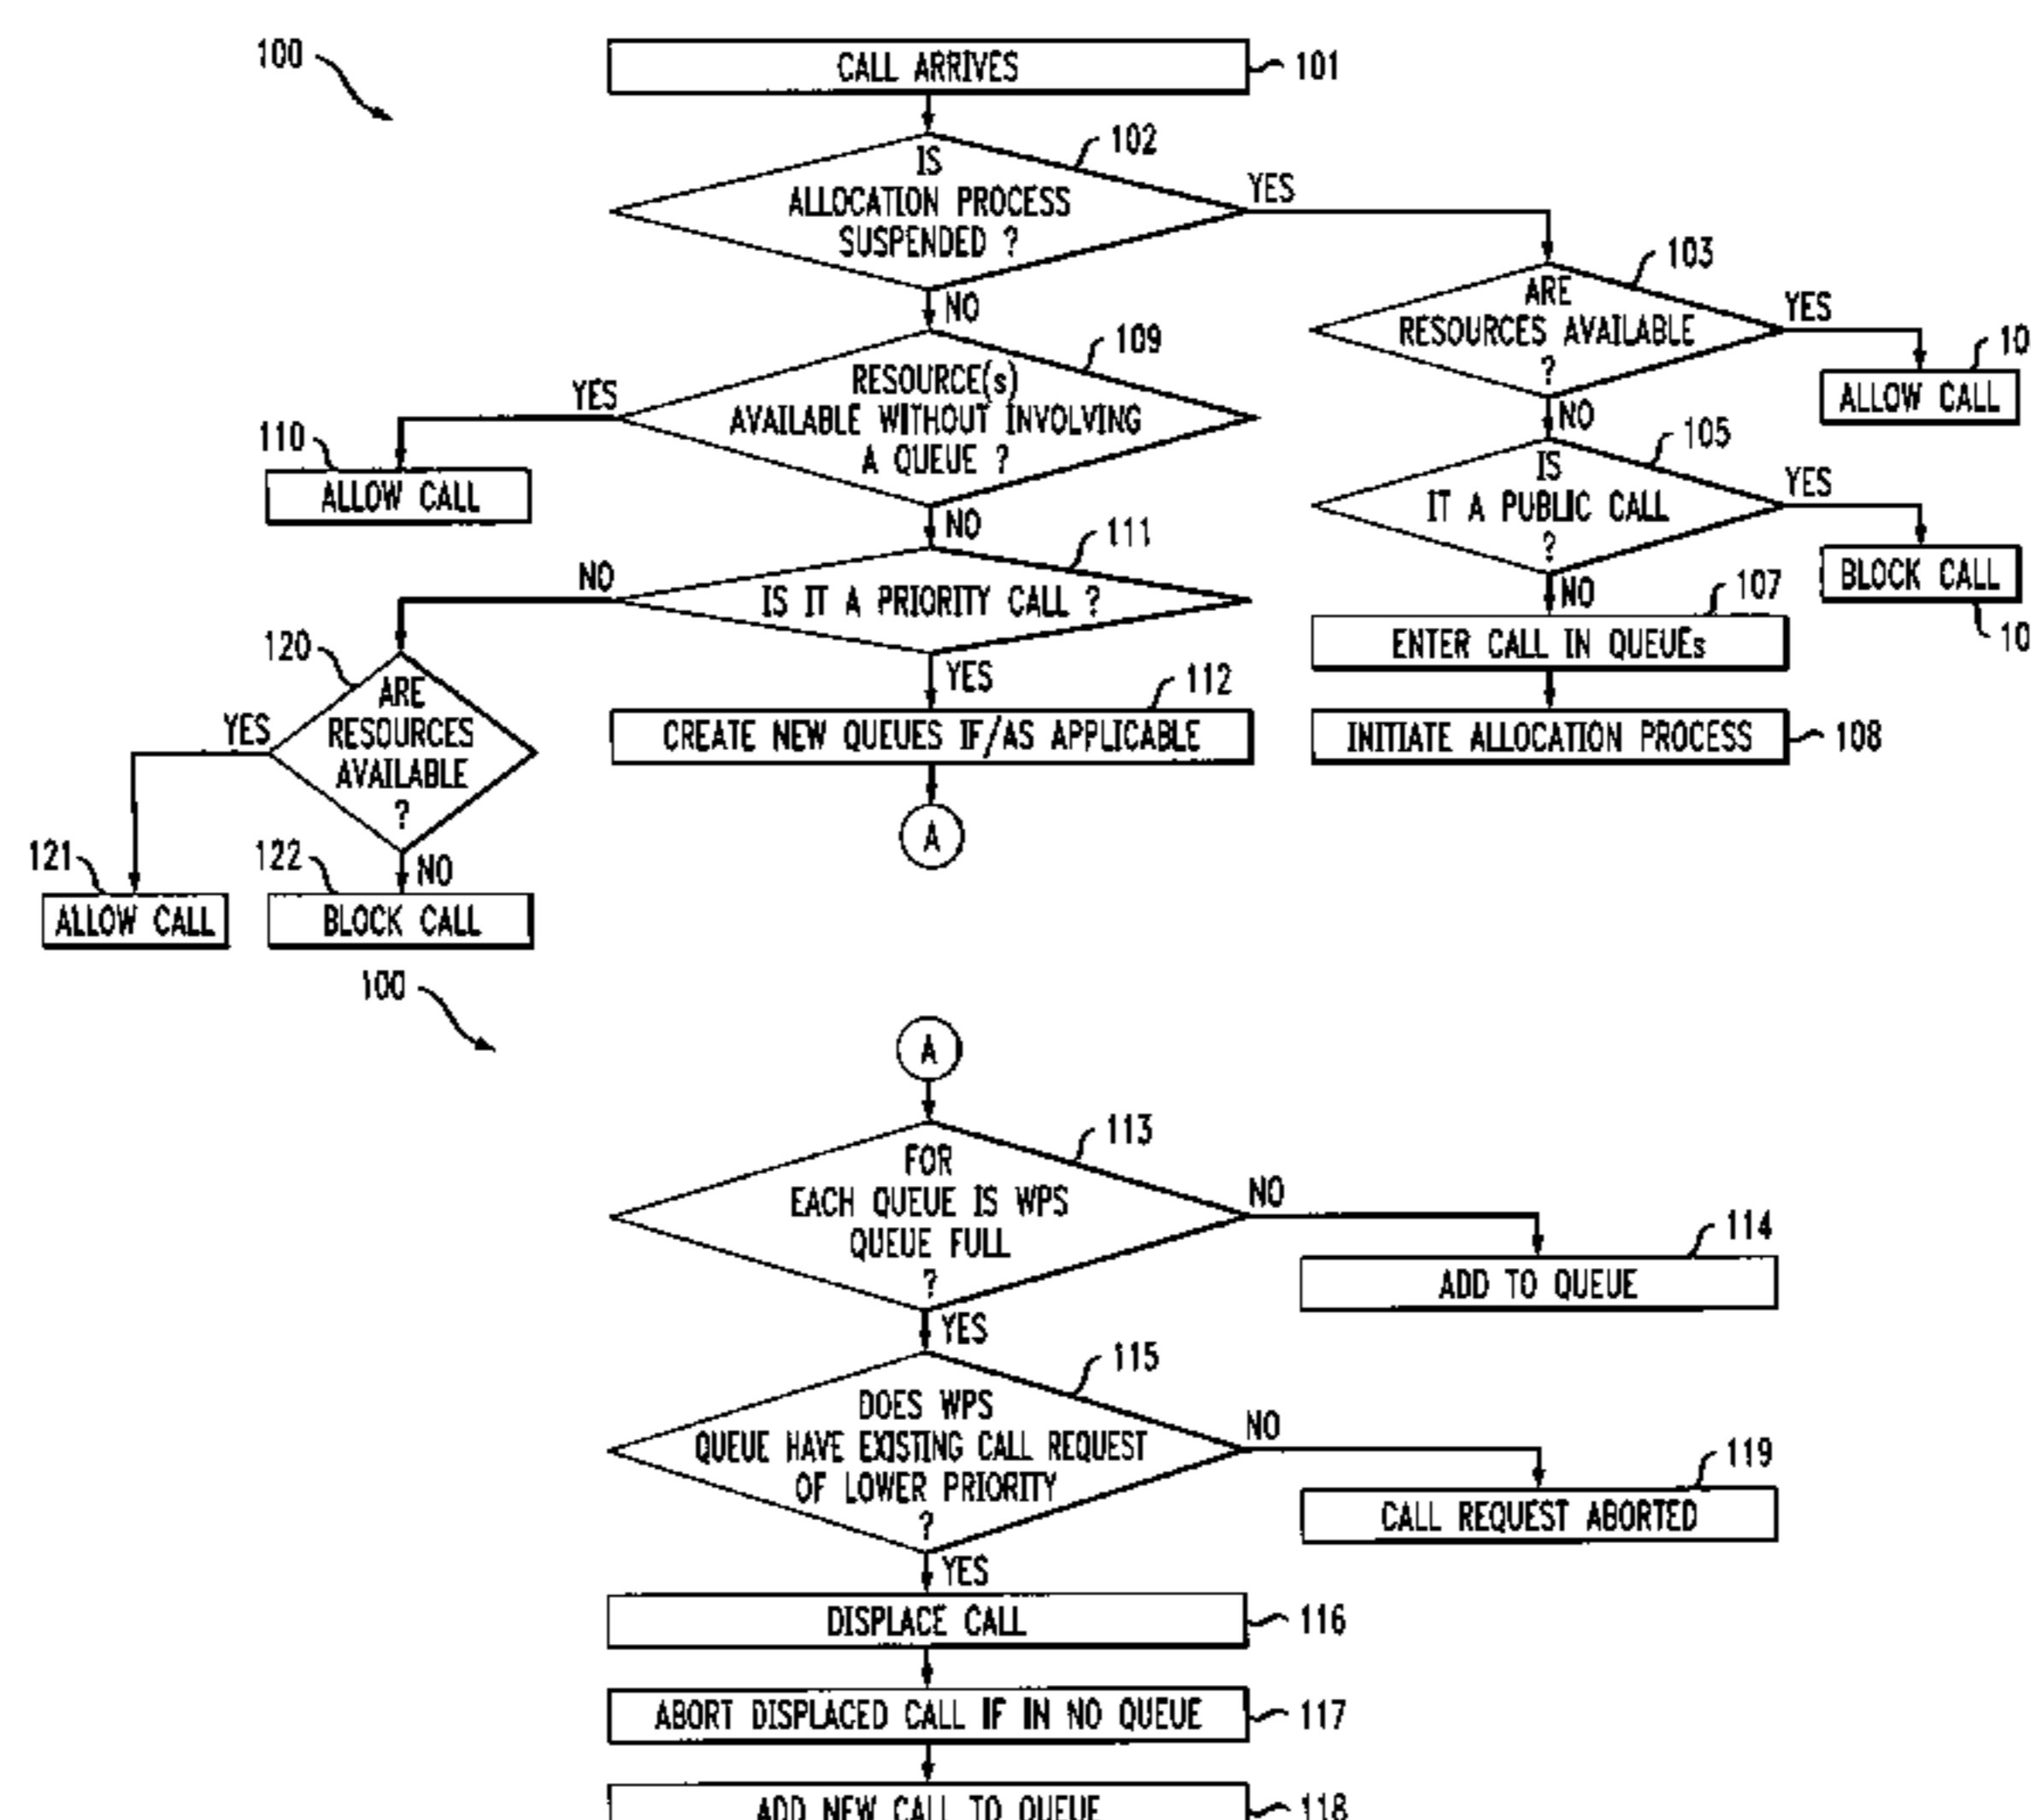 100
CALL ARRIVES
101
IS
ALLOCATION PROCESS
SUSPENDED ?
102
YES
NO
ARE
RESOURCES AVAILABLE
?
103
YES
10
ALLOW CALL
NO
RESOURCE(s)
AVAILABLE WITHOUT INVOLVING
A QUEUE ?
109
YES
110
ALLOW CALL
NO
IS
IT A PUBLIC CALL
?
105
YES
BLOCK CALL
10
NO
IS IT A PRIORITY CALL ?
111
NO
YES
107
ENTER CALL IN QUEUEs
INITIATE ALLOCATION PROCESS
108
112
CREATE NEW QUEUES IF/AS APPLICABLE
A
120
ARE
RESOURCES
AVAILABLE
?
YES
NO
121
ALLOW CALL
122
BLOCK CALL
100
A
FOR
EACH QUEUE IS WPS
QUEUE FULL
?
113
NO
114
ADD TO QUEUE
YES
DOES WPS
QUEUE HAVE EXISTING CALL REQUEST
OF LOWER PRIORITY
?
115
NO
119
CALL REQUEST ABORTED
YES
DISPLACE CALL
116
ABORT DISPLACED CALL IF IN NO QUEUE
117
ADD NEW CALL TO QUEUE
118